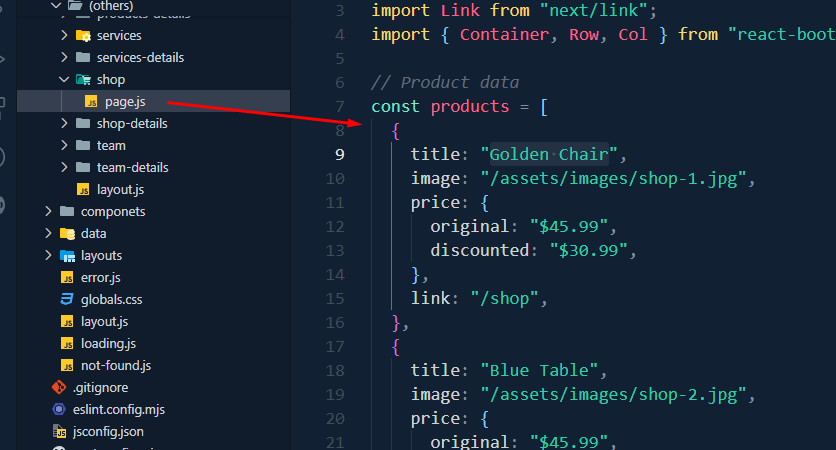 (others)
products-details
services
services-details
shop
page.js
shop-details
team
team-details
layout.js
componets
data
layouts
error.js
globals.css
layout.js
loading.js
not-found.js
.gitignore
eslint.config.mjs
jsconfig.json
3 import Link from "next/link";
4 import { Container, Row, Col } from "react-boot
5
6 // Product data
7 const products = [
8 {
9 title: "Golden Chair",
10 image: "/assets/images/shop-1.jpg",
11 price: {
12 original: "$45.99",
13 discounted: "$30.99",
14 },
15 link: "/shop",
16 },
17 {
18 title: "Blue Table",
19 image: "/assets/images/shop-2.jpg",
20 price: {
21 original: "$45.99",